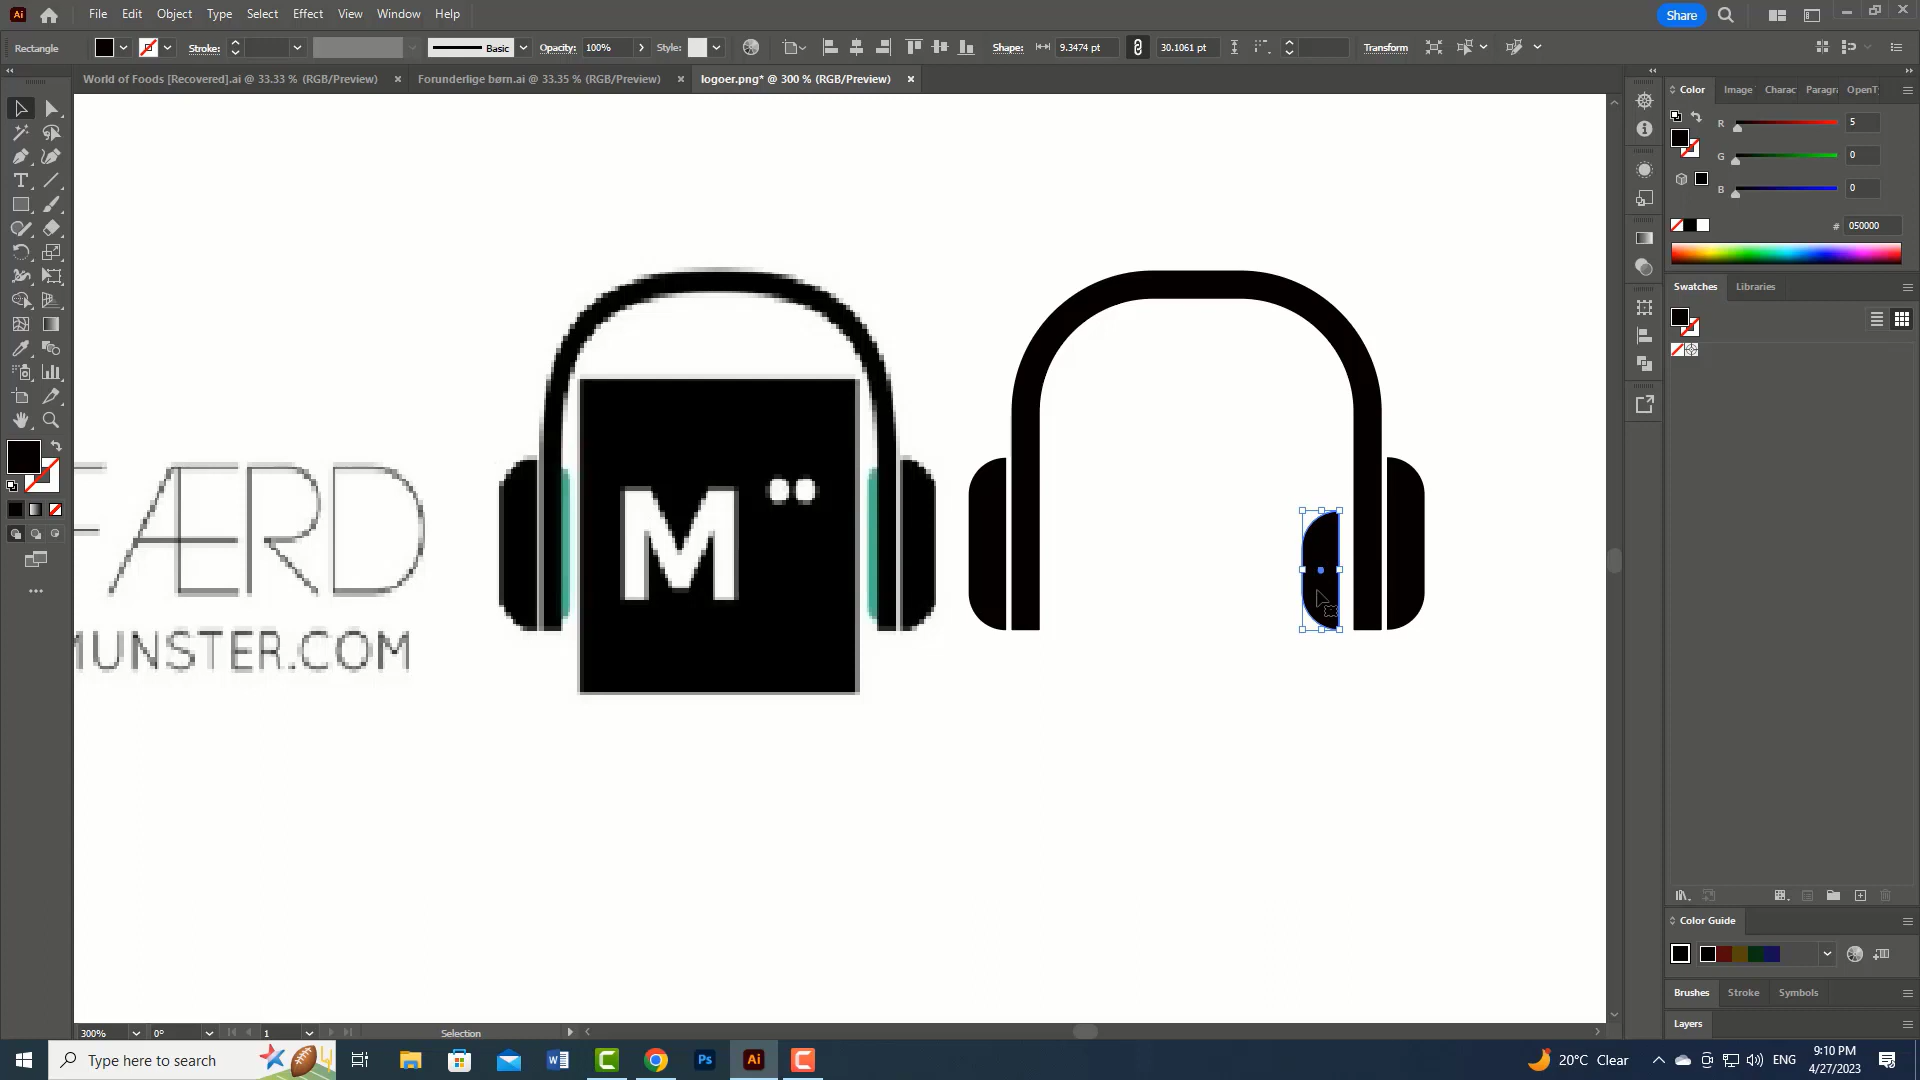 Ai File Edit Object Type Select Effect View Window Help Share
Rectangle Stroke: Basic Opacity: 100% Style: Shape: 9.3474 pt 30.1061 pt Transform
World of Foods [Recovered].ai @ 33.33 % (RGB/Preview) × Forunderlige børn.ai @ 33.35 % (RGB/Preview) × logoer.png* @ 300 % (RGB/Preview) ×
Color Image Charac Paragra OpenT
R 5
G 0
B 0
# 050000
Swatches Libraries
M
FÆRD
MUNSTER.COM
Color Guide
Brushes Stroke Symbols
Layers
300% 0° 1 Selection
Type here to search
Ps Ai
20°C Clear ENG 9:10 PM
4/27/2023